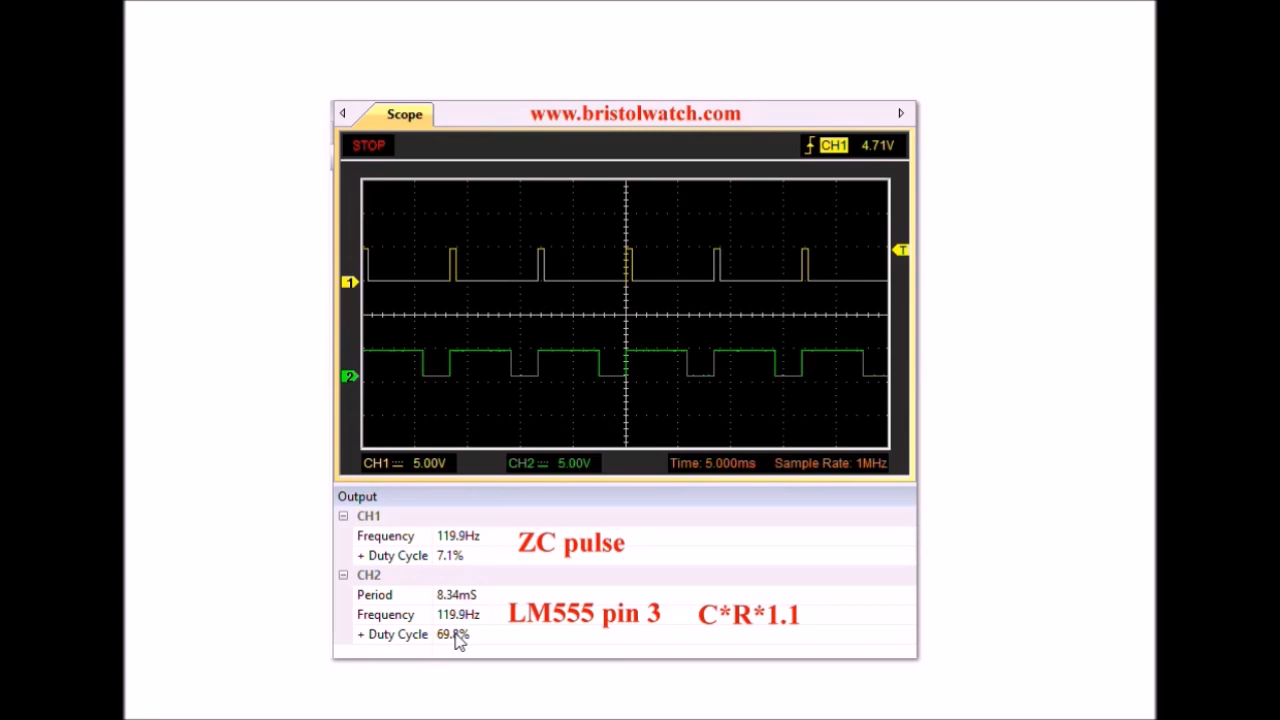 Scope
www.bristolwatch.com
STOP
CH1 4.71V
T
1
2
CH1 5.00V
CH2 5.00V
Time: 5.000ms
Sample Rate: 1MHz
Output
CH1
Frequency 119.9Hz
ZC pulse
+ Duty Cycle 7.1%
CH2
Period 8.34mS
Frequency 119.9Hz
LM555 pin 3 C*R*1.1
+ Duty Cycle